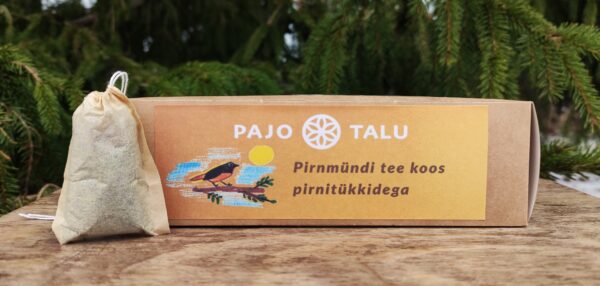 PAJO TALU
Pirnmündi tee koos
pirnitükkidega